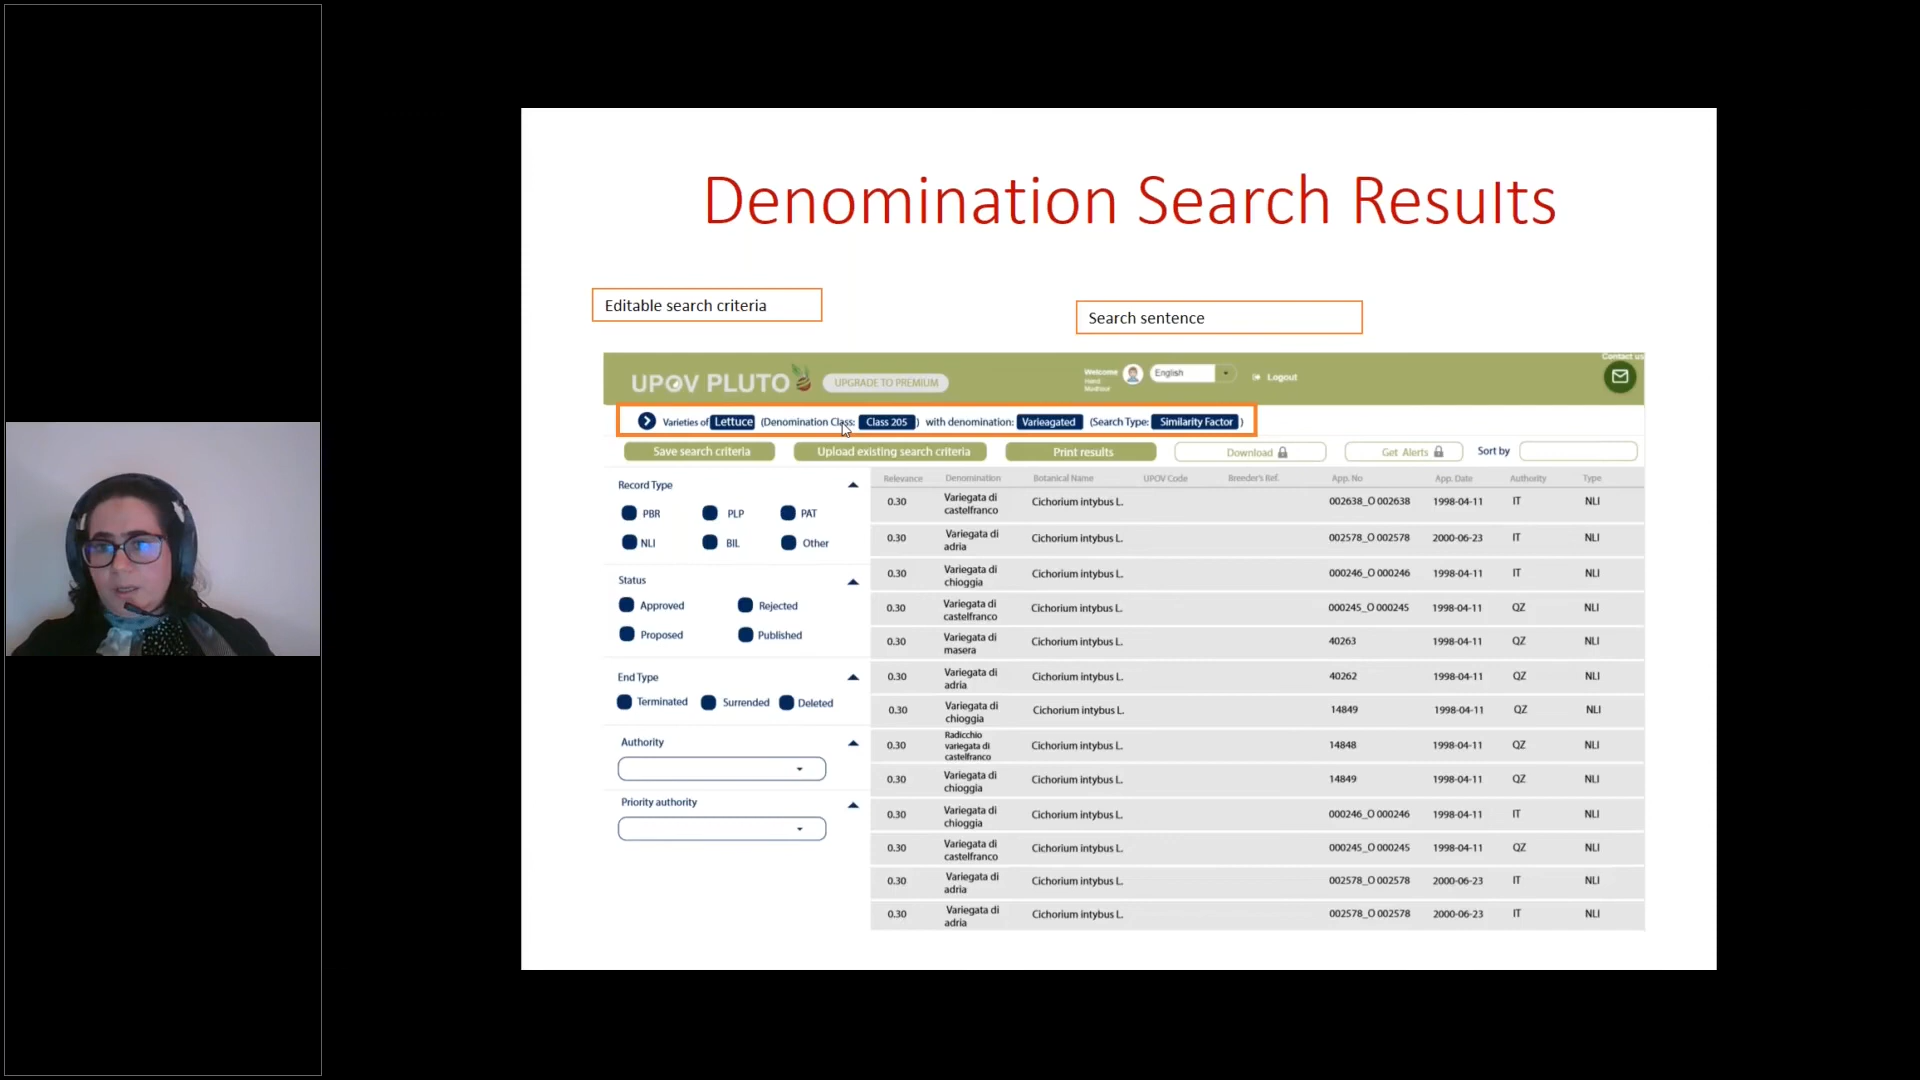 Denomination Search Results
Editable search criteria
Search sentence
UPOV PLUTO
UPGRADE TO PREMIUM
Welcome
English
Logout
Contact us
Varieties of Lettuce (Denomination Class: Class 205 ) with denomination: Varieagated (Search Type: Similarity Factor )
Save search criteria Upload existing search criteria Print results Download Get Alerts Sort by
Record Type
PBR PLP PAT
NLI BIL Other
Status
Approved Rejected
Proposed Published
End Type
Terminated Surrended Deleted
Authority
Priority authority
Relevance Denomination Botanical Name UPOV Code Breeder's Ref. App. No App. Date Authority Type
0.30 Variegata di castelfranco Cichorium intybus L. 002638_O 002638 1998-04-11 IT NLI
0.30 Variegata di adria Cichorium intybus L. 002578_O 002578 2000-06-23 IT NLI
0.30 Variegata di chioggia Cichorium intybus L. 000246_O 000246 1998-04-11 IT NLI
0.30 Variegata di castelfranco Cichorium intybus L. 000245_O 000245 1998-04-11 QZ NLI
0.30 Variegata di masera Cichorium intybus L. 40263 1998-04-11 QZ NLI
0.30 Variegata di adria Cichorium intybus L. 40262 1998-04-11 QZ NLI
0.30 Variegata di chioggia Cichorium intybus L. 14849 1998-04-11 QZ NLI
0.30 Radicchio variegata di castelfranco Cichorium intybus L. 14848 1998-04-11 QZ NLI
0.30 Variegata di chioggia Cichorium intybus L. 14849 1998-04-11 QZ NLI
0.30 Variegata di chioggia Cichorium intybus L. 000246_O 000246 1998-04-11 IT NLI
0.30 Variegata di castelfranco Cichorium intybus L. 000245_O 000245 1998-04-11 QZ NLI
0.30 Variegata di adria Cichorium intybus L. 002578_O 002578 2000-06-23 IT NLI
0.30 Variegata di adria Cichorium intybus L. 002578_O 002578 2000-06-23 IT NLI